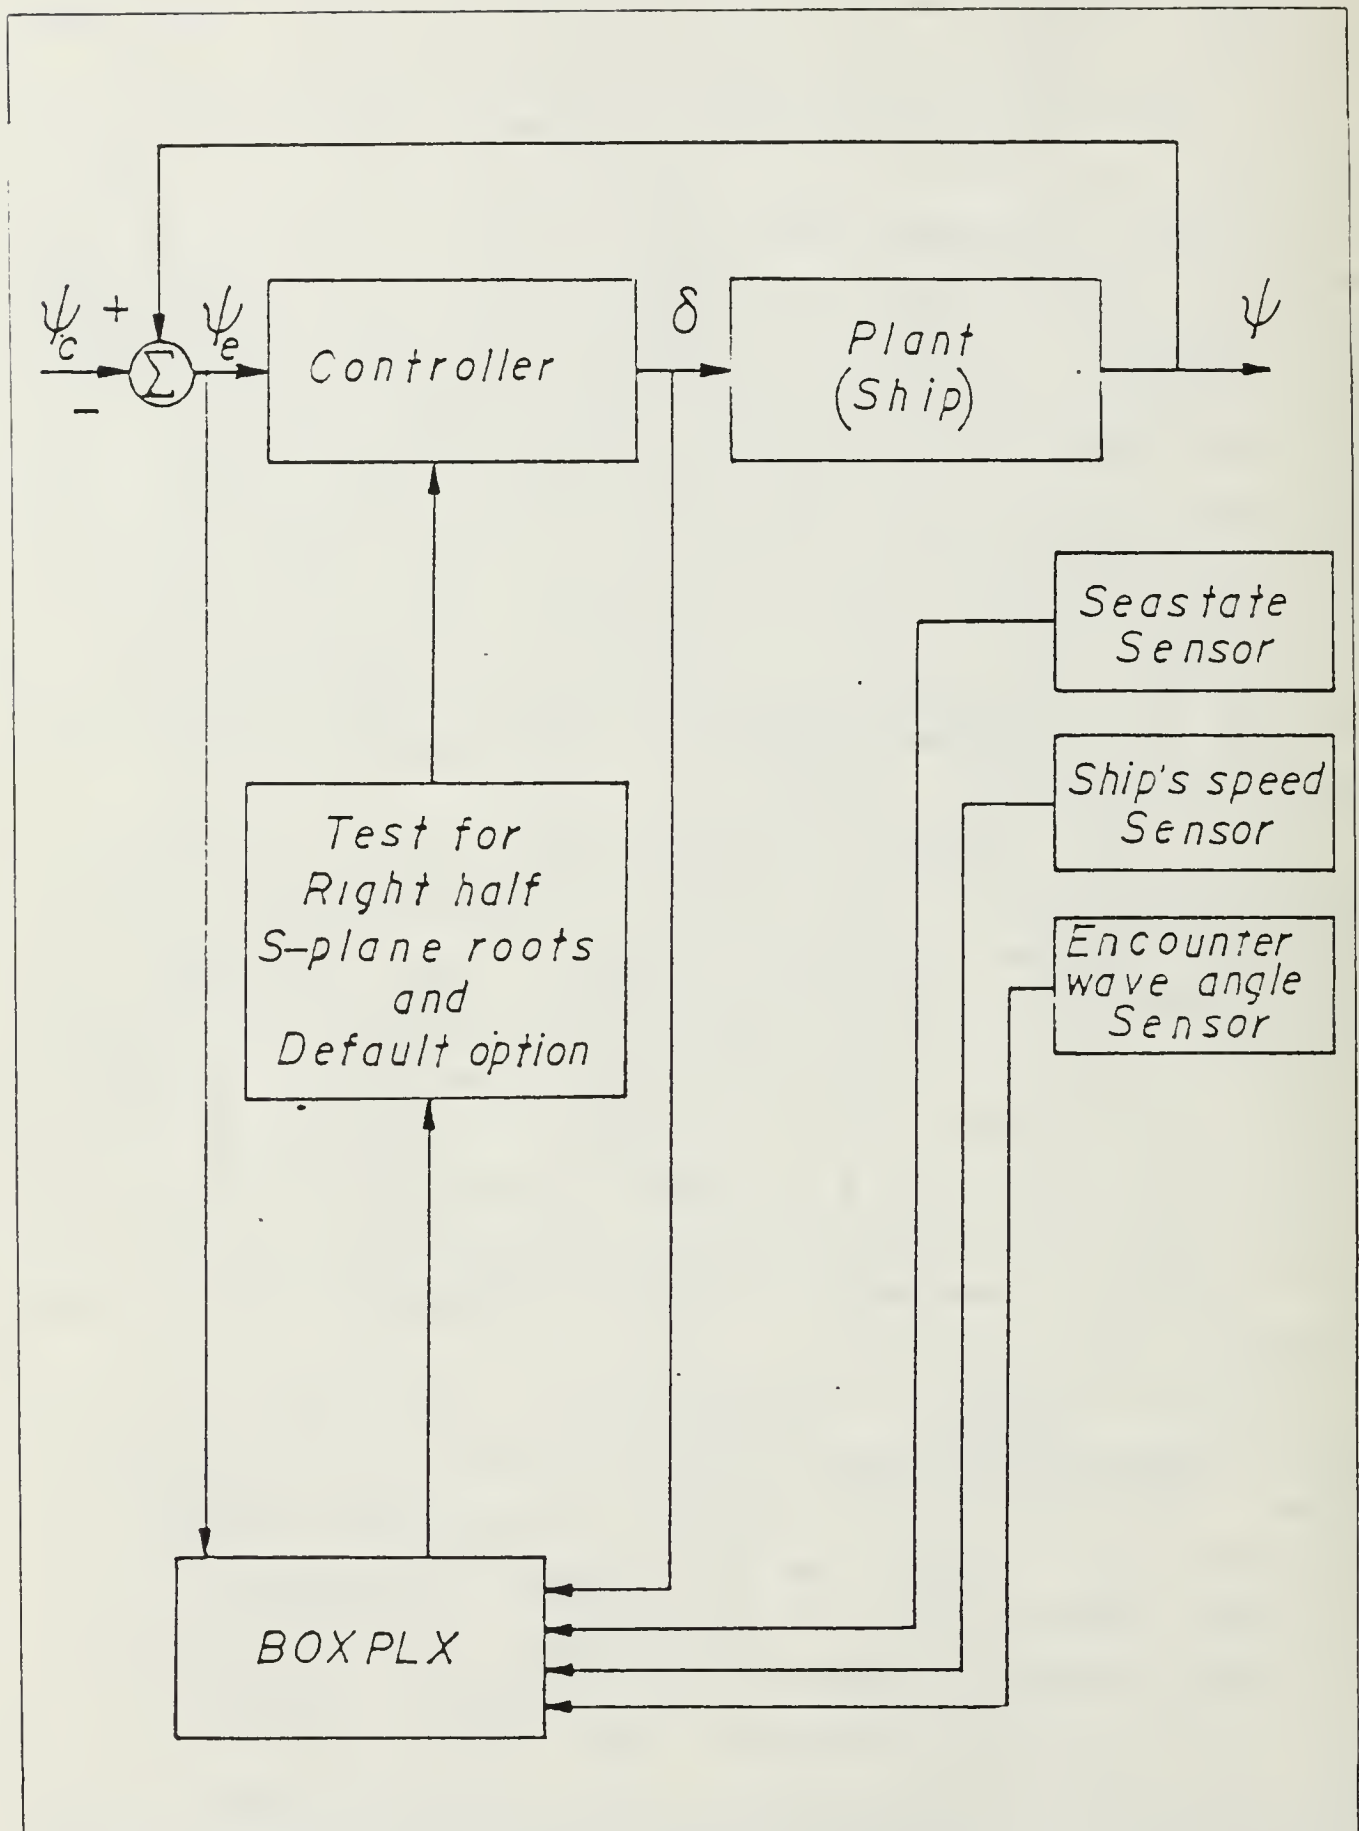 ψc + ψe δ ψ
Σ
−
Controller
Plant
(Ship)
Seastate
Sensor
Ship's speed
Sensor
Encounter
wave angle
Sensor
Test for
Right half
S-plane roots
and
Default option
BOXPLX